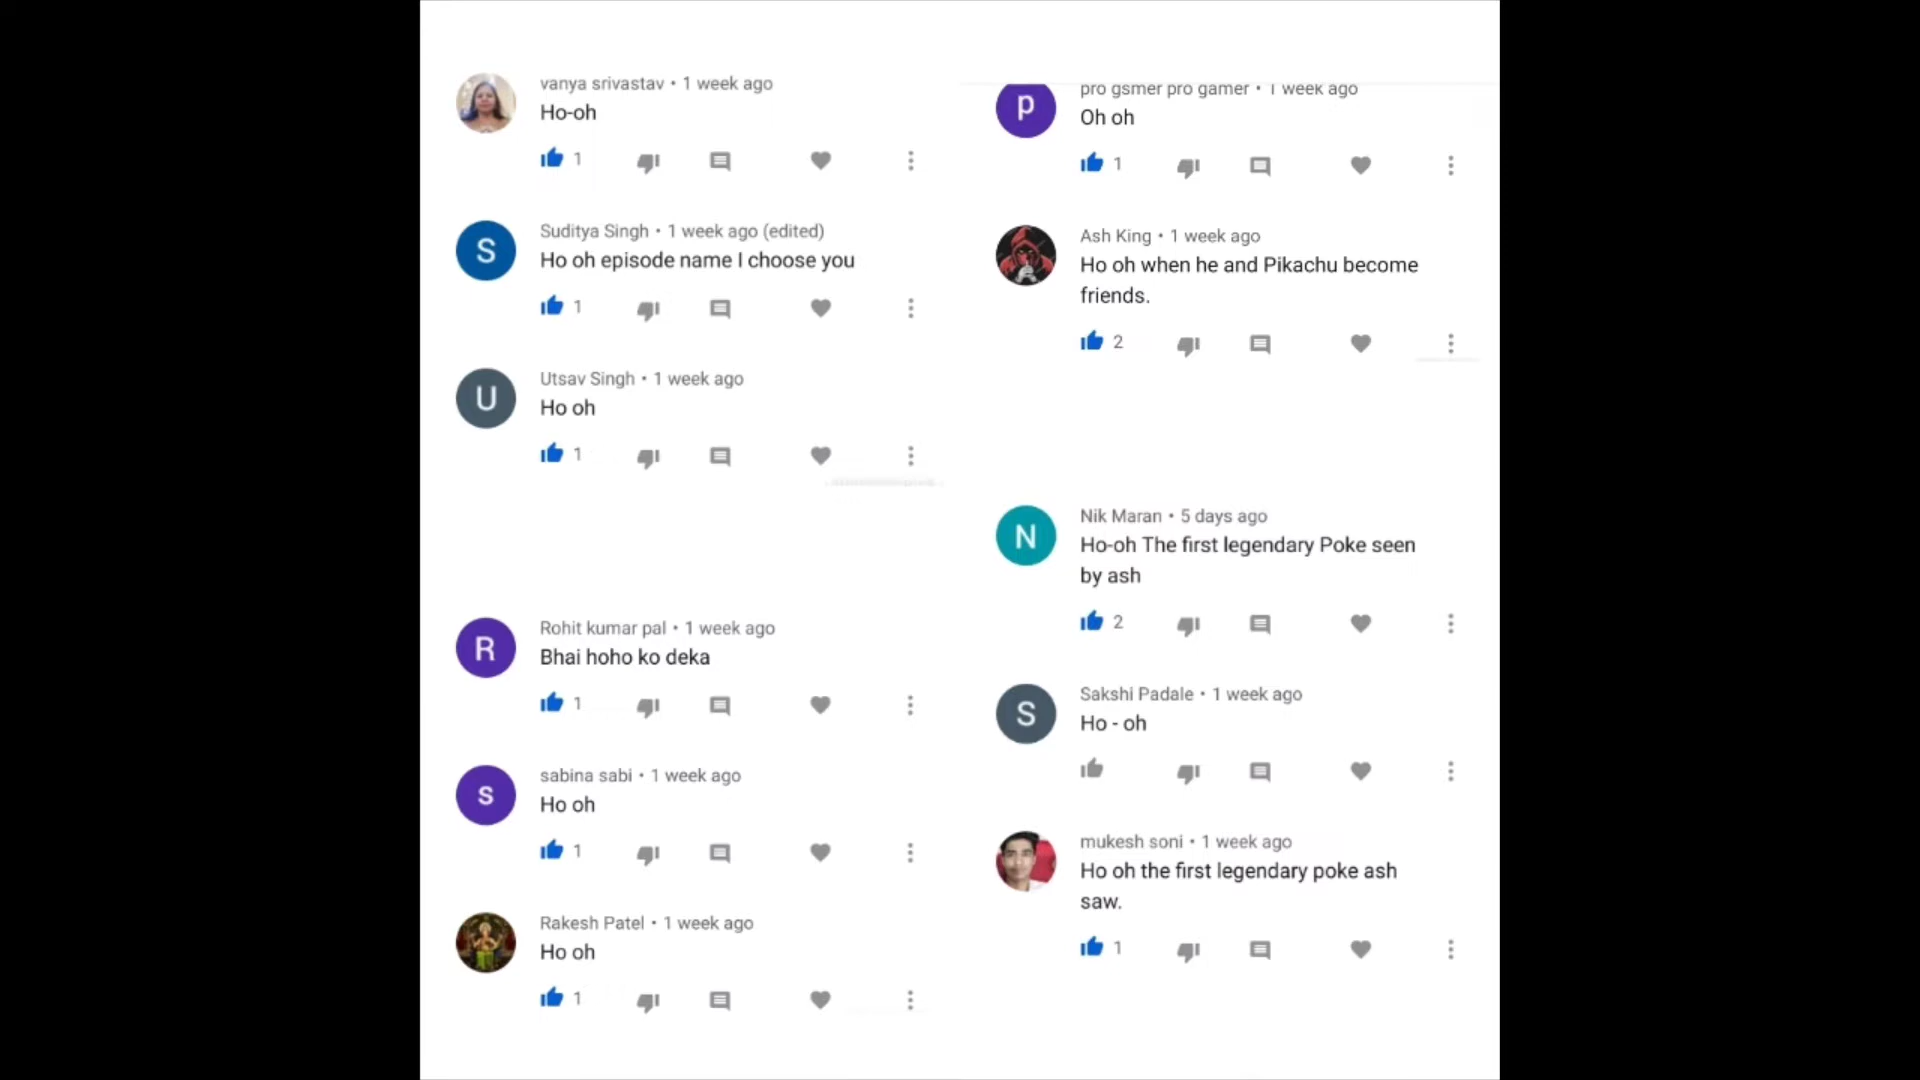 vanya srivastav • 1 week ago
Ho-oh
1
S
Suditya Singh • 1 week ago (edited)
Ho oh episode name I choose you
1
U
Utsav Singh • 1 week ago
Ho oh
1
R
Rohit kumar pal • 1 week ago
Bhai hoho ko deka
1
s
sabina sabi • 1 week ago
Ho oh
1
Rakesh Patel • 1 week ago
Ho oh
1
p
pro gsmer pro gamer • 1 week ago
Oh oh
1
Ash King • 1 week ago
Ho oh when he and Pikachu become
friends.
2
N
Nik Maran • 5 days ago
Ho-oh The first legendary Poke seen
by ash
2
S
Sakshi Padale • 1 week ago
Ho - oh
mukesh soni • 1 week ago
Ho oh the first legendary poke ash
saw.
1